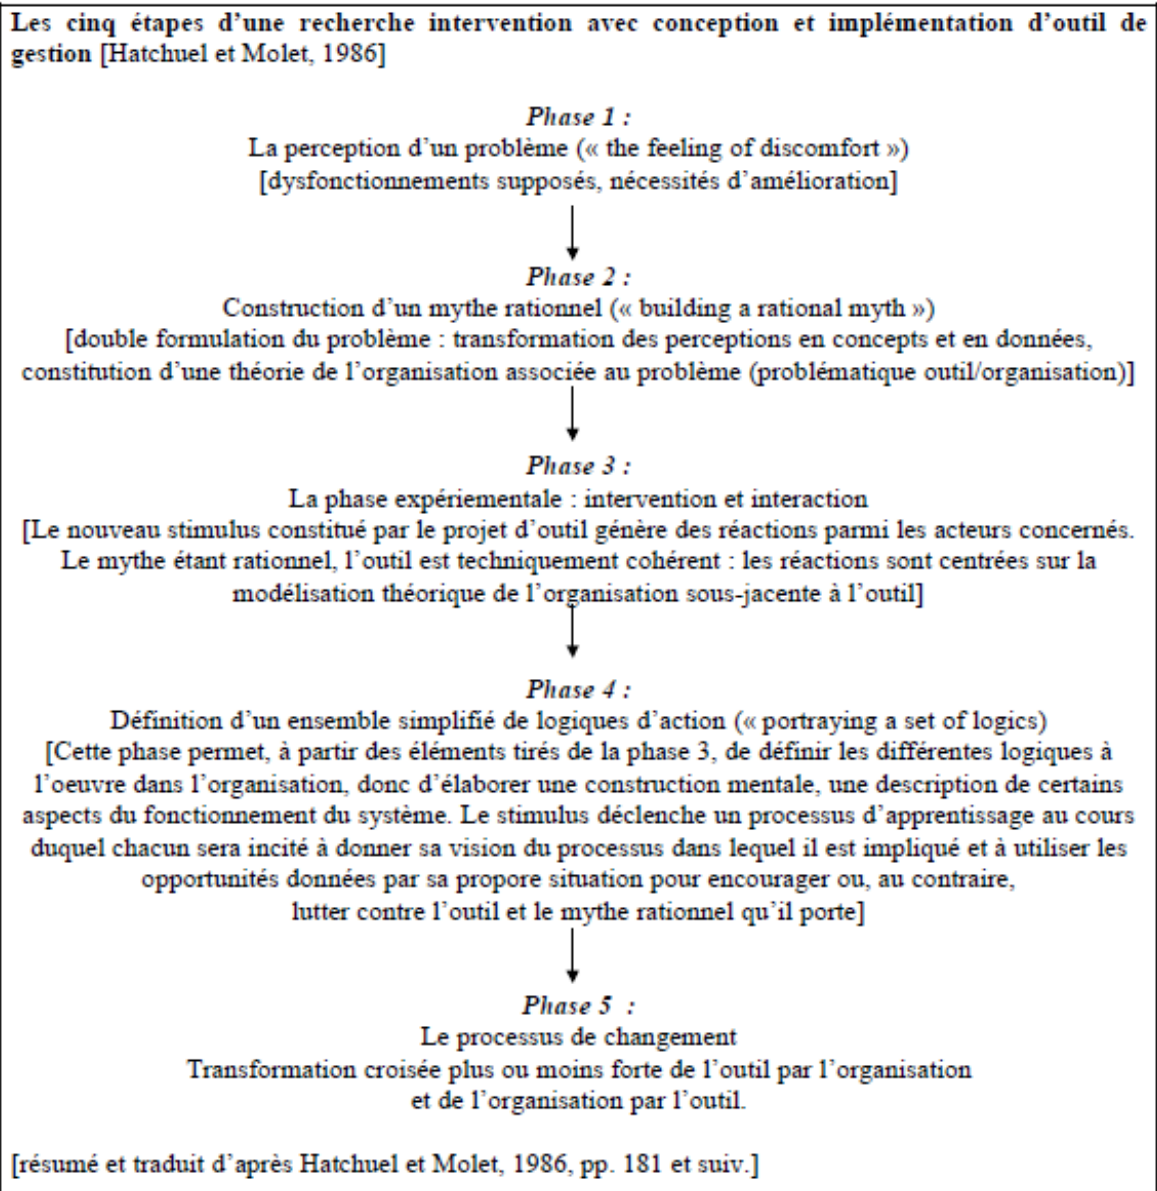 Les cinq étapes d’une recherche intervention avec conception et implémentation d’outil de
gestion [Hatchuel et Molet, 1986]
Phase 1 :
La perception d’un problème (« the feeling of discomfort »)
[dysfonctionnements supposés, nécessités d’amélioration]
Phase 2 :
Construction d’un mythe rationnel (« building a rational myth »)
[double formulation du problème : transformation des perceptions en concepts et en données,
constitution d’une théorie de l’organisation associée au problème (problématique outil/organisation)]
Phase 3 :
La phase expériementale : intervention et interaction
[Le nouveau stimulus constitué par le projet d’outil génère des réactions parmi les acteurs concernés.
Le mythe étant rationnel, l’outil est techniquement cohérent : les réactions sont centrées sur la
modélisation théorique de l’organisation sous-jacente à l’outil]
Phase 4 :
Définition d’un ensemble simplifié de logiques d’action (« portraying a set of logics)
[Cette phase permet, à partir des éléments tirés de la phase 3, de définir les différentes logiques à
l’oeuvre dans l’organisation, donc d’élaborer une construction mentale, une description de certains
aspects du fonctionnement du système. Le stimulus déclenche un processus d’apprentissage au cours
duquel chacun sera incité à donner sa vision du processus dans lequel il est impliqué et à utiliser les
opportunités données par sa propore situation pour encourager ou, au contraire,
lutter contre l’outil et le mythe rationnel qu’il porte]
Phase 5 :
Le processus de changement
Transformation croisée plus ou moins forte de l’outil par l’organisation
et de l’organisation par l’outil.
[résumé et traduit d’après Hatchuel et Molet, 1986, pp. 181 et suiv.]